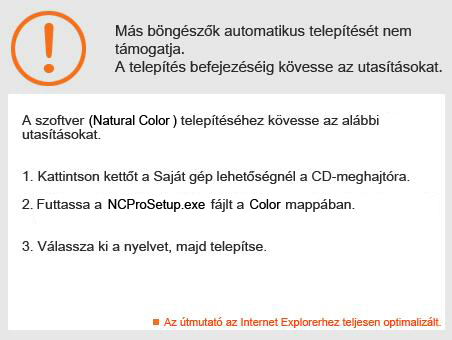 Más böngészők automatikus telepítését nem
támogatja.
A telepítés befejezéséig kövesse az utasításokat.
A szoftver (Natural Color ) telepítéséhez kövesse az alábbi
utasításokat.
1. Kattintson kettőt a Saját gép lehetőségnél a CD-meghajtóra.
2. Futtassa a NCProSetup.exe fájlt a Color mappában.
3. Válassza ki a nyelvet, majd telepítse.
Az útmutató az Internet Explorerhez teljesen optimalizált.